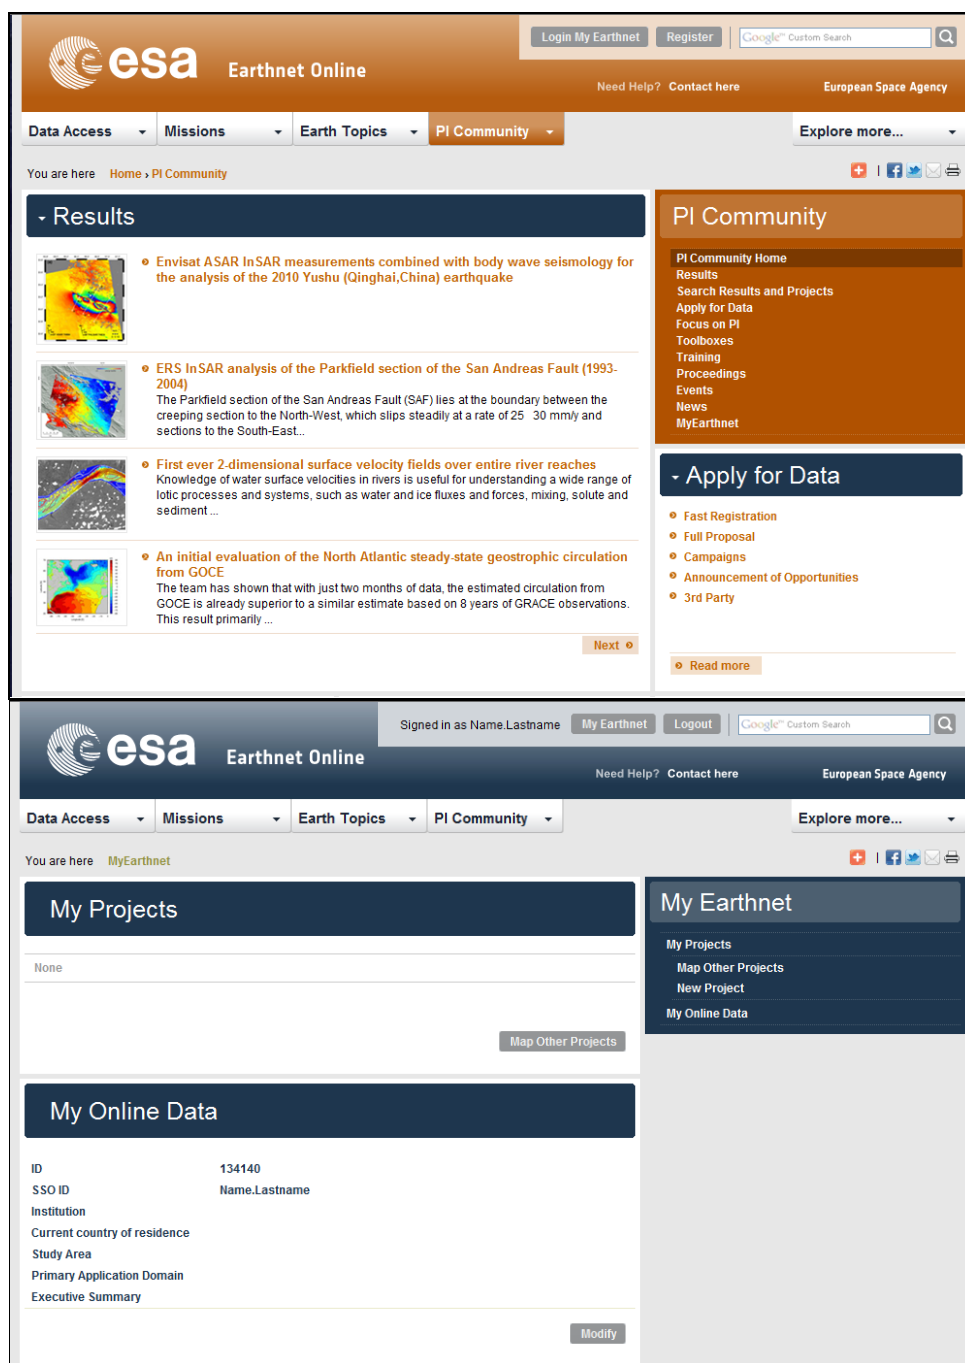 Login My Earthnet Register Google™ Custom Search
esa Earthnet Online
Need Help? Contact here European Space Agency
Data Access Missions Earth Topics PI Community Explore more...
You are here Home › PI Community
Results
Envisat ASAR InSAR measurements combined with body wave seismology for
the analysis of the 2010 Yushu (Qinghai,China) earthquake
ERS InSAR analysis of the Parkfield section of the San Andreas Fault (1993-
2004)
The Parkfield section of the San Andreas Fault (SAF) lies at the boundary between the
creeping section to the North-West, which slips steadily at a rate of 25 30 mm/y and
sections to the South-East...
First ever 2-dimensional surface velocity fields over entire river reaches
Knowledge of water surface velocities in rivers is useful for understanding a wide range of
lotic processes and systems, such as water and ice fluxes and forces, mixing, solute and
sediment ...
An initial evaluation of the North Atlantic steady-state geostrophic circulation
from GOCE
The team has shown that with just two months of data, the estimated circulation from
GOCE is already superior to a similar estimate based on 8 years of GRACE observations.
This result primarily ...
Next
PI Community
PI Community Home
Results
Search Results and Projects
Apply for Data
Focus on PI
Toolboxes
Training
Proceedings
Events
News
MyEarthnet
Apply for Data
Fast Registration
Full Proposal
Campaigns
Announcement of Opportunities
3rd Party
Read more
Signed in as Name.Lastname My Earthnet Logout Google™ Custom Search
esa Earthnet Online
Need Help? Contact here European Space Agency
Data Access Missions Earth Topics PI Community Explore more...
You are here MyEarthnet
My Projects
None
Map Other Projects
My Online Data
ID 134140
SSO ID Name.Lastname
Institution
Current country of residence
Study Area
Primary Application Domain
Executive Summary
Modify
My Earthnet
My Projects
Map Other Projects
New Project
My Online Data